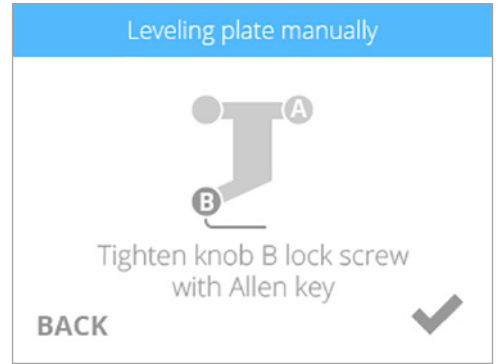 Leveling plate manually
A
B
Tighten knob B lock screw
with Allen key
BACK